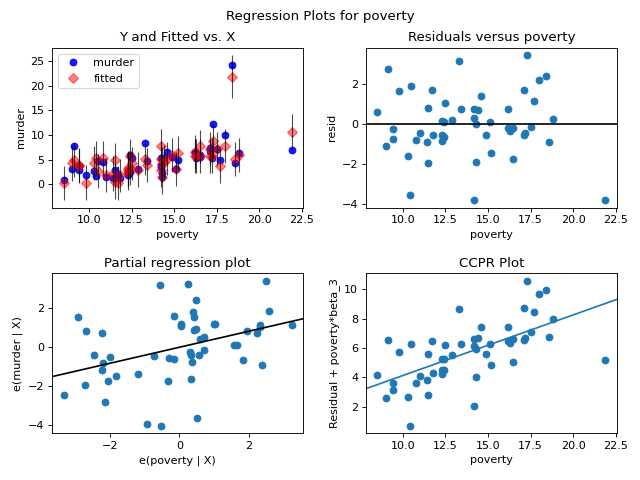 Regression Plots for poverty
Y and Fitted vs. X
murder
fitted
25
20
15
10
5
0
murder
10.0 12.5 15.0 17.5 20.0 22.5
poverty
Residuals versus poverty
2
0
−2
−4
resid
10.0 12.5 15.0 17.5 20.0 22.5
poverty
Partial regression plot
2
0
−2
−4
e(murder | X)
−2 0 2
e(poverty | X)
CCPR Plot
10
8
6
4
2
Residual + poverty*beta_3
10.0 12.5 15.0 17.5 20.0 22.5
poverty